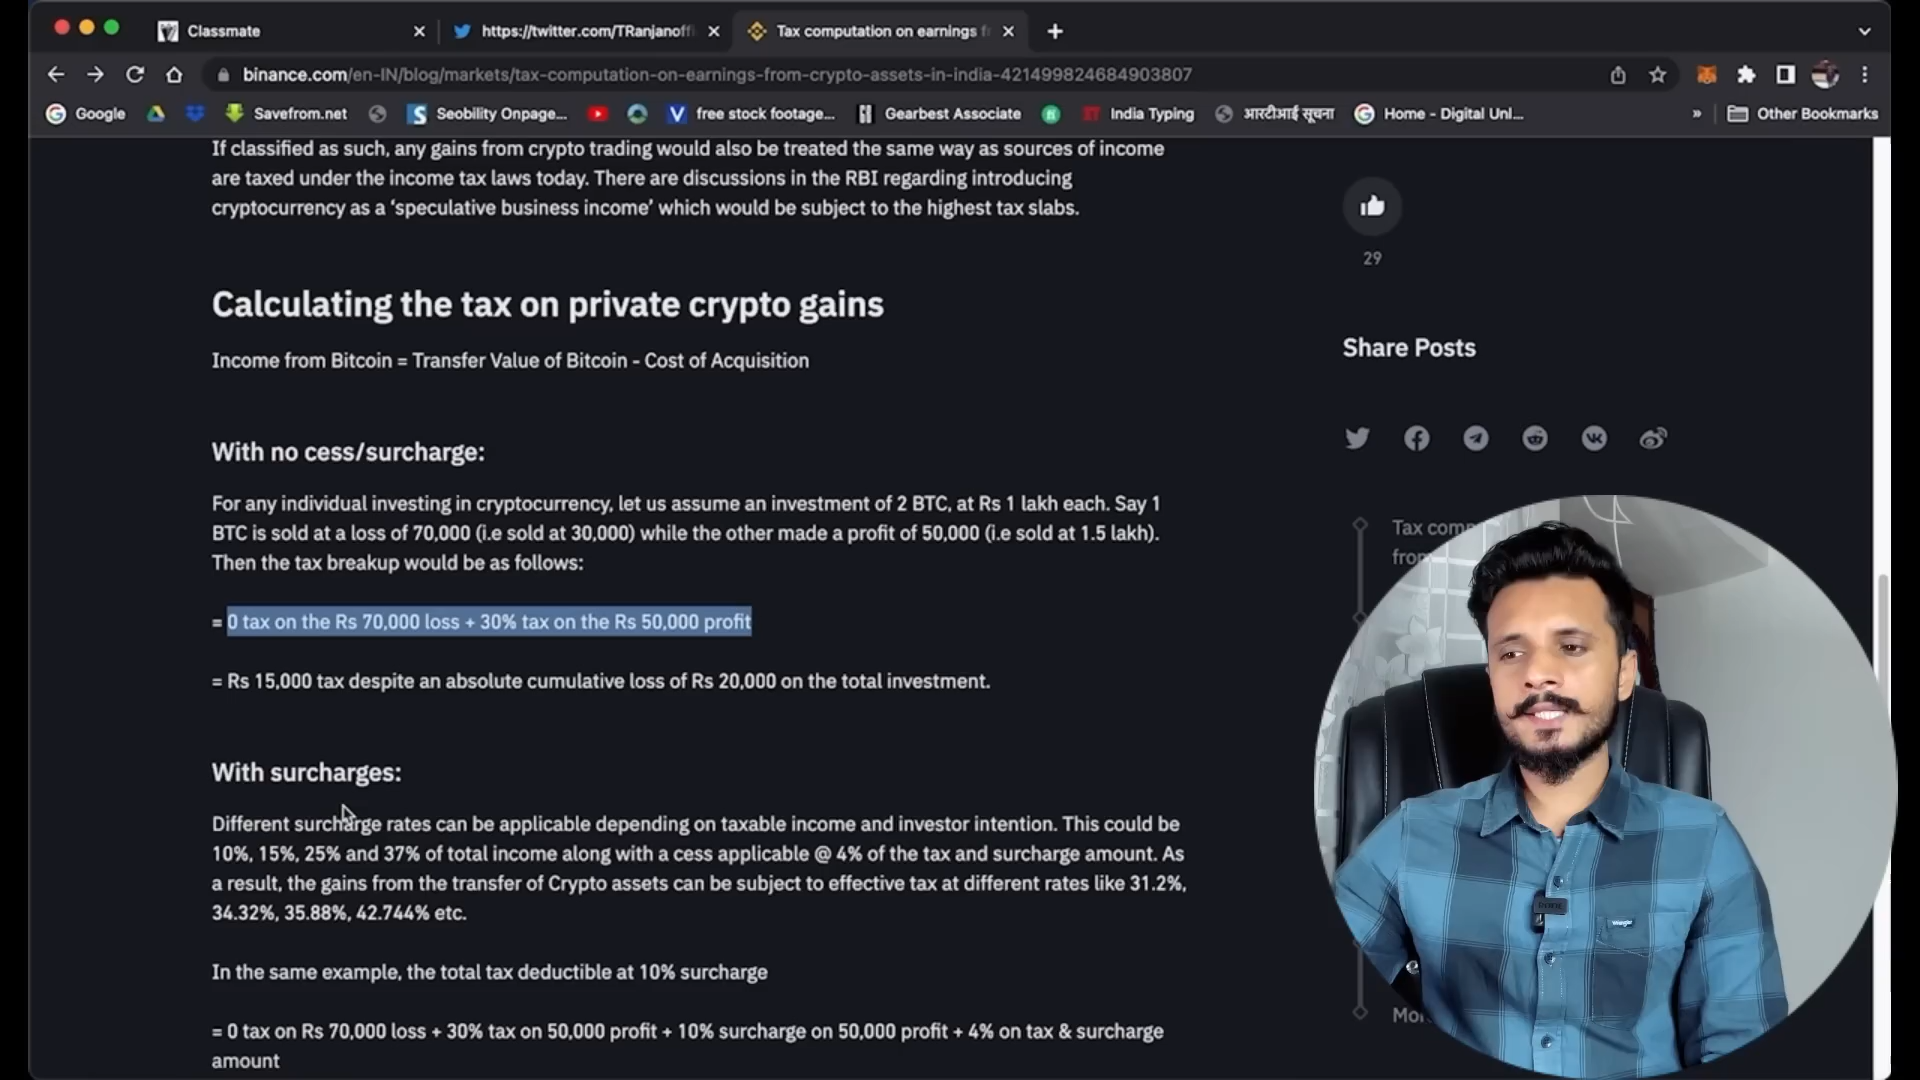 Classmate
https://twitter.com/TRanjanoffi
Tax computation on earnings f
binance.com/en-IN/blog/markets/tax-computation-on-earnings-from-crypto-assets-in-india-421499824684903807
Google
Savefrom.net
Seobility Onpage...
free stock footage...
Gearbest Associate
India Typing
आरटीआई सूचना
Home - Digital Unl...
»
Other Bookmarks
If classified as such, any gains from crypto trading would also be treated the same way as sources of income
are taxed under the income tax laws today. There are discussions in the RBI regarding introducing
cryptocurrency as a ‘speculative business income’ which would be subject to the highest tax slabs.
29
Calculating the tax on private crypto gains
Share Posts
Income from Bitcoin = Transfer Value of Bitcoin - Cost of Acquisition
With no cess/surcharge:
For any individual investing in cryptocurrency, let us assume an investment of 2 BTC, at Rs 1 lakh each. Say 1
BTC is sold at a loss of 70,000 (i.e sold at 30,000) while the other made a profit of 50,000 (i.e sold at 1.5 lakh).
Then the tax breakup would be as follows:
Tax comp
from
= 0 tax on the Rs 70,000 loss + 30% tax on the Rs 50,000 profit
= Rs 15,000 tax despite an absolute cumulative loss of Rs 20,000 on the total investment.
With surcharges:
Different surcharge rates can be applicable depending on taxable income and investor intention. This could be
10%, 15%, 25% and 37% of total income along with a cess applicable @ 4% of the tax and surcharge amount. As
a result, the gains from the transfer of Crypto assets can be subject to effective tax at different rates like 31.2%,
34.32%, 35.88%, 42.744% etc.
In the same example, the total tax deductible at 10% surcharge
= 0 tax on Rs 70,000 loss + 30% tax on 50,000 profit + 10% surcharge on 50,000 profit + 4% on tax & surcharge
amount
Mor